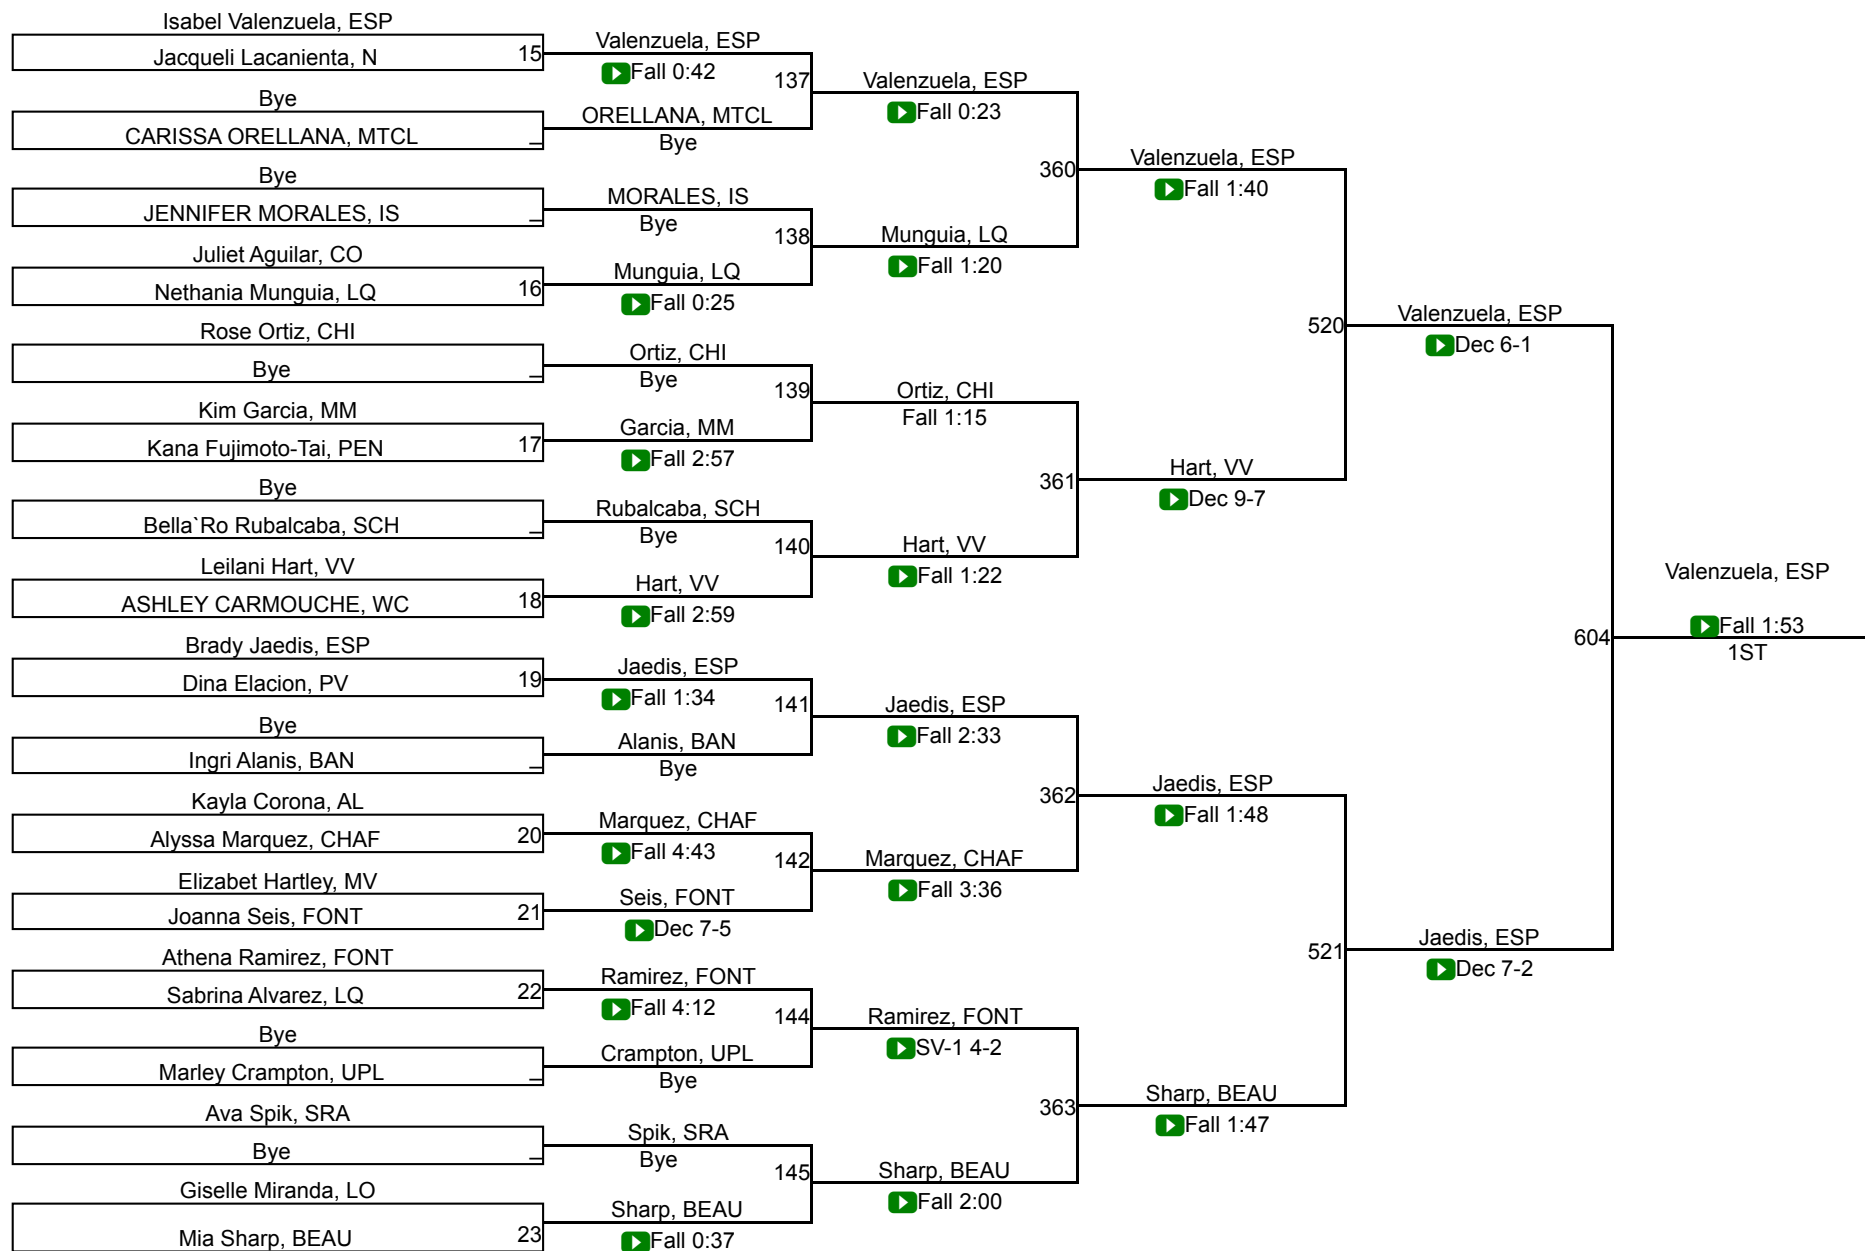 Isabel Valenzuela, ESP
Jacqueli Lacanienta, N 15
Bye
CARISSA ORELLANA, MTCL _
Bye
JENNIFER MORALES, IS _
Juliet Aguilar, CO
Nethania Munguia, LQ 16
Rose Ortiz, CHI
Bye _
Kim Garcia, MM
Kana Fujimoto-Tai, PEN 17
Bye
Bella`Ro Rubalcaba, SCH _
Leilani Hart, VV
ASHLEY CARMOUCHE, WC 18
Brady Jaedis, ESP
Dina Elacion, PV 19
Bye
Ingri Alanis, BAN _
Kayla Corona, AL
Alyssa Marquez, CHAF 20
Elizabet Hartley, MV
Joanna Seis, FONT 21
Athena Ramirez, FONT
Sabrina Alvarez, LQ 22
Bye
Marley Crampton, UPL _
Ava Spik, SRA
Bye _
Giselle Miranda, LO
Mia Sharp, BEAU 23
Valenzuela, ESP
Fall 0:42
137
ORELLANA, MTCL
Bye
MORALES, IS
Bye
138
Munguia, LQ
Fall 0:25
Ortiz, CHI
Bye
139
Garcia, MM
Fall 2:57
Rubalcaba, SCH
Bye
140
Hart, VV
Fall 2:59
Jaedis, ESP
Fall 1:34
141
Alanis, BAN
Bye
Marquez, CHAF
Fall 4:43
142
Seis, FONT
Dec 7-5
Ramirez, FONT
Fall 4:12
144
Crampton, UPL
Bye
Spik, SRA
Bye
145
Sharp, BEAU
Fall 0:37
Valenzuela, ESP
Fall 0:23
360
Munguia, LQ
Fall 1:20
Ortiz, CHI
Fall 1:15
361
Hart, VV
Fall 1:22
Jaedis, ESP
Fall 2:33
362
Marquez, CHAF
Fall 3:36
Ramirez, FONT
SV-1 4-2
363
Sharp, BEAU
Fall 2:00
Valenzuela, ESP
Fall 1:40
520
Hart, VV
Dec 9-7
Jaedis, ESP
Fall 1:48
521
Sharp, BEAU
Fall 1:47
Valenzuela, ESP
Dec 6-1
604
Jaedis, ESP
Dec 7-2
Valenzuela, ESP
Fall 1:53
1ST